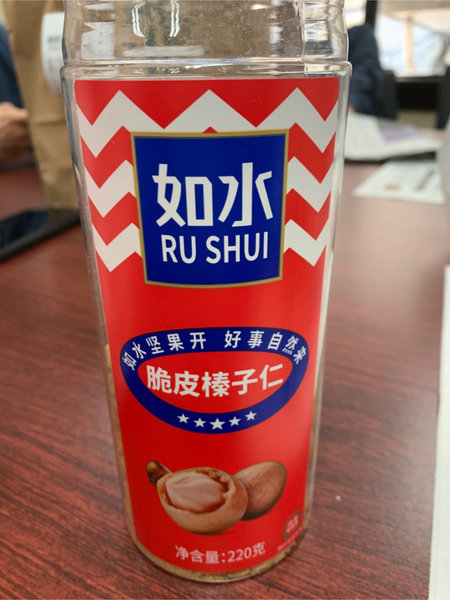 如水
RU SHUI
如水坚果开 好事自然来
脆皮榛子仁
净含量:220克